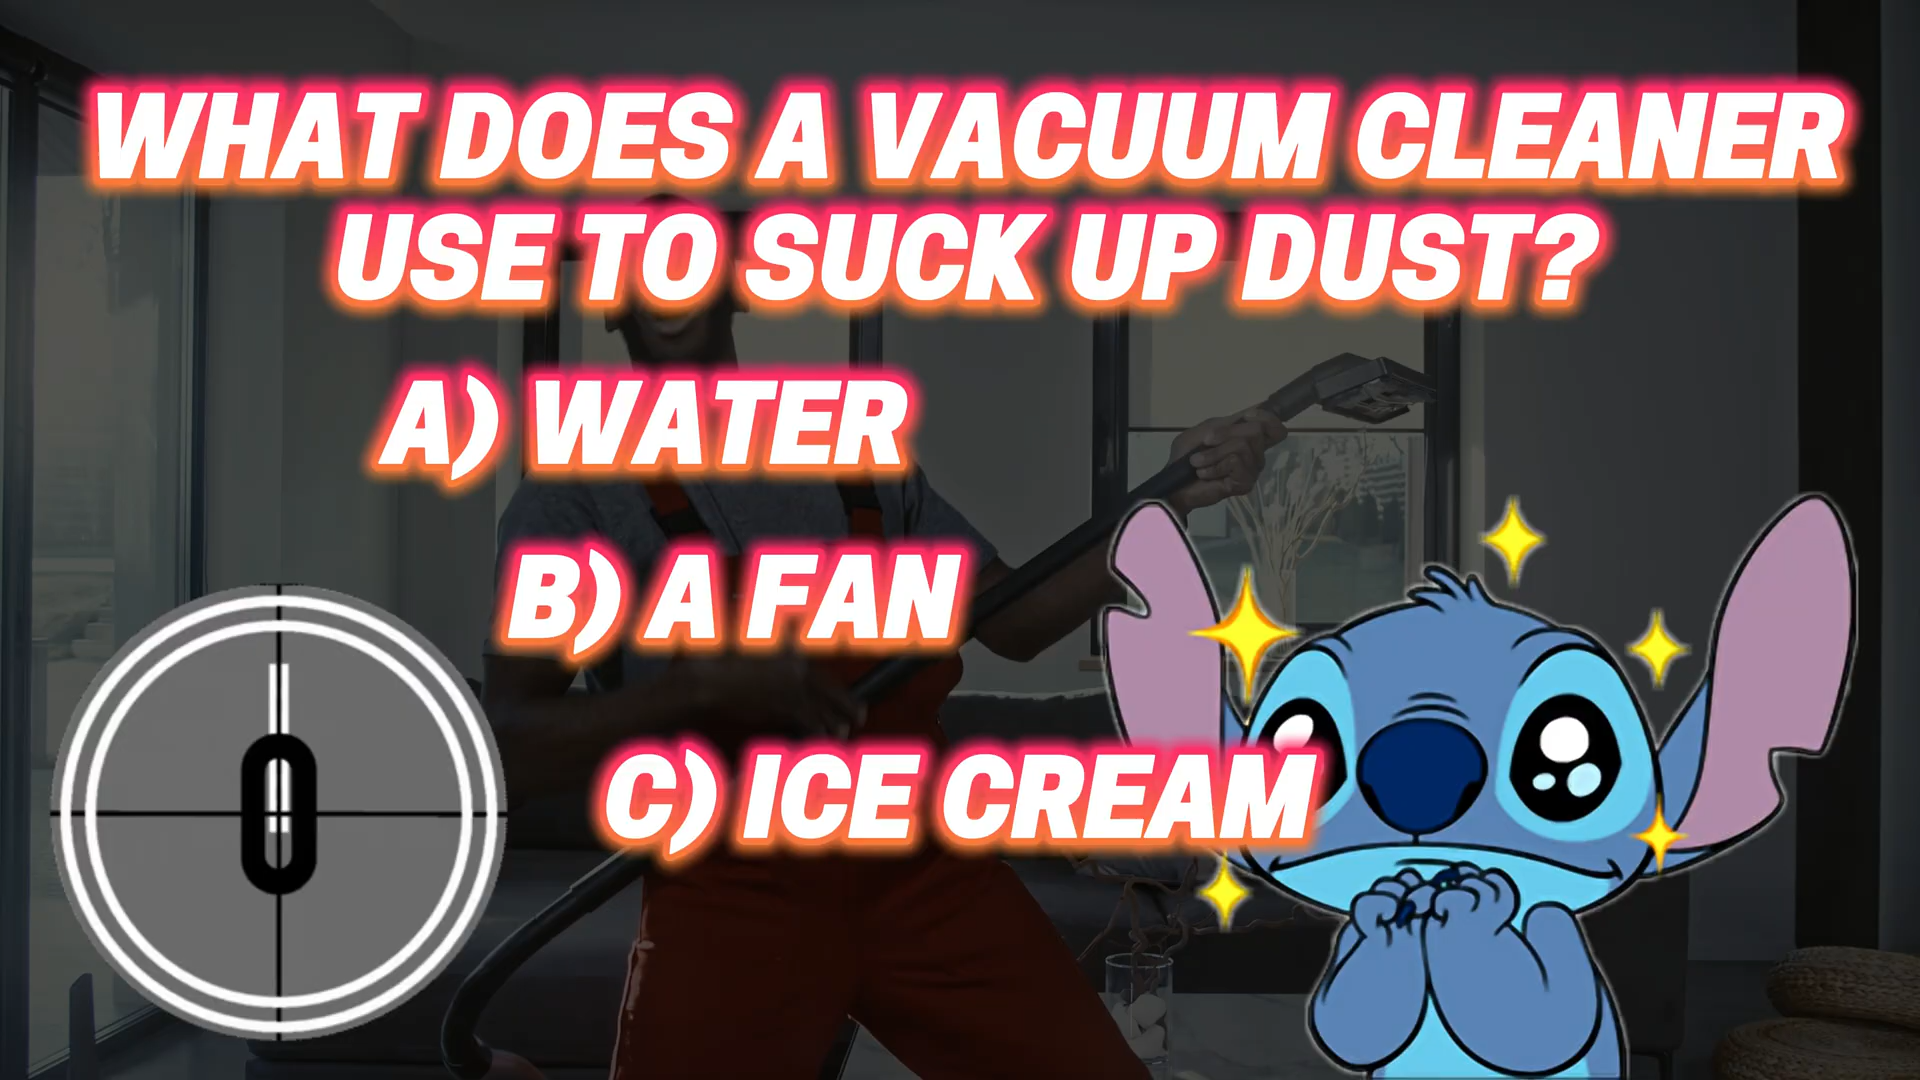 WHAT DOES A VACUUM CLEANER
USE TO SUCK UP DUST?
A) WATER
B) A FAN
C) ICE CREAM
0